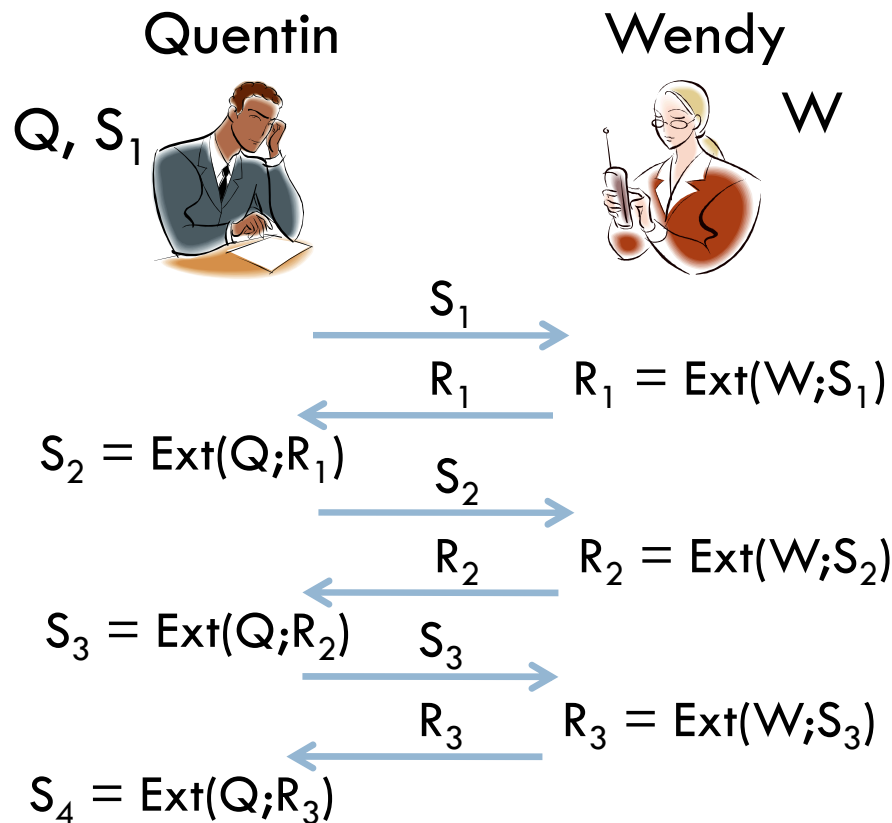 Quentin Wendy
Q, S₁ W
S₁
R₁ R₁ = Ext(W;S₁)
S₂ = Ext(Q;R₁)
S₂
R₂ R₂ = Ext(W;S₂)
S₃ = Ext(Q;R₂) S₃
R₃ R₃ = Ext(W;S₃)
S₄ = Ext(Q;R₃)